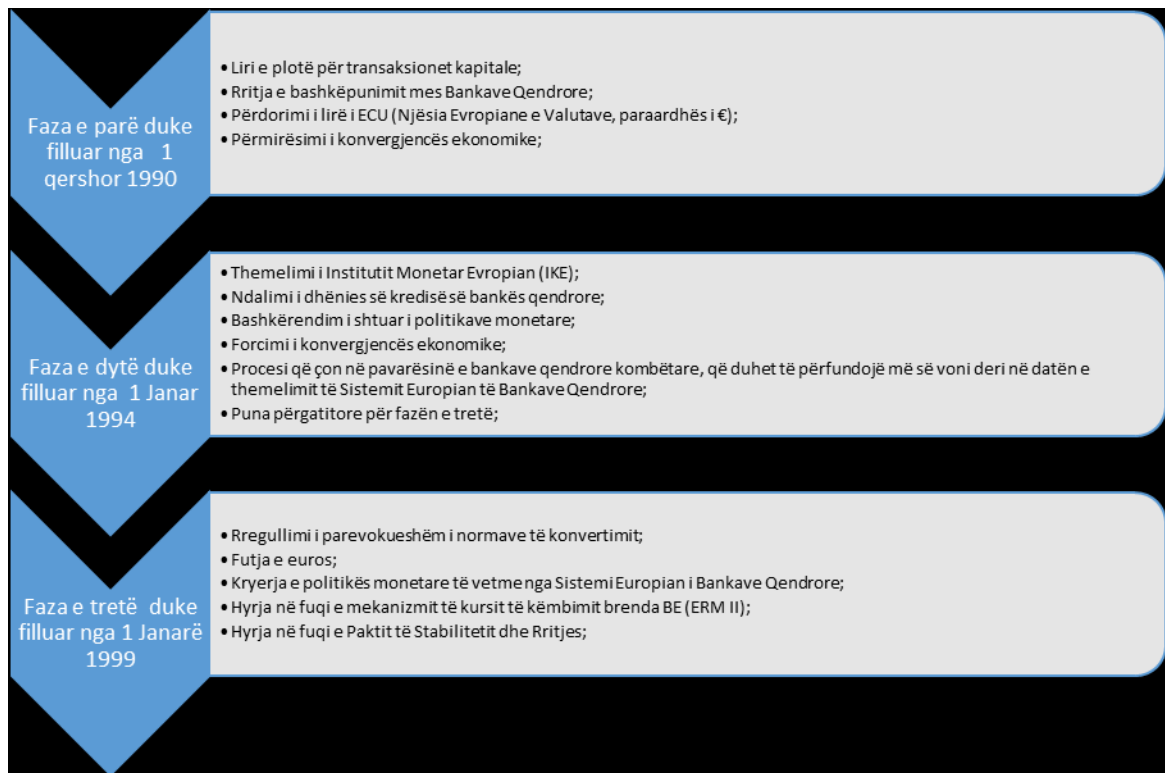 Faza e parë duke
filluar nga 1
qershor 1990
• Liri e plotë për transaksionet kapitale;
• Rritja e bashkëpunimit mes Bankave Qendrore;
• Përdorimi i lirë i ECU (Njësia Evropiane e Valutave, paraardhës i €);
• Përmirësimi i konvergjencës ekonomike;
Faza e dytë duke
filluar nga 1 Janar
1994
• Themelimi i Institutit Monetar Evropian (IKE);
• Ndalimi i dhënies së kredisë së bankës qendrore;
• Bashkërendim i shtuar i politikave monetare;
• Forcimi i konvergjencës ekonomike;
• Procesi që çon në pavarësinë e bankave qendrore kombëtare, që duhet të përfundojë më së voni deri në datën e
themelimit të Sistemit Europian të Bankave Qendrore;
• Puna përgatitore për fazën e tretë;
Faza e tretë duke
filluar nga 1 Janarë
1999
• Rregullimi i parevokueshëm i normave të konvertimit;
• Futja e euros;
• Kryerja e politikës monetare të vetme nga Sistemi Europian i Bankave Qendrore;
• Hyrja në fuqi e mekanizmit të kursit të këmbimit brenda BE (ERM II);
• Hyrja në fuqi e Paktit të Stabilitetit dhe Rritjes;